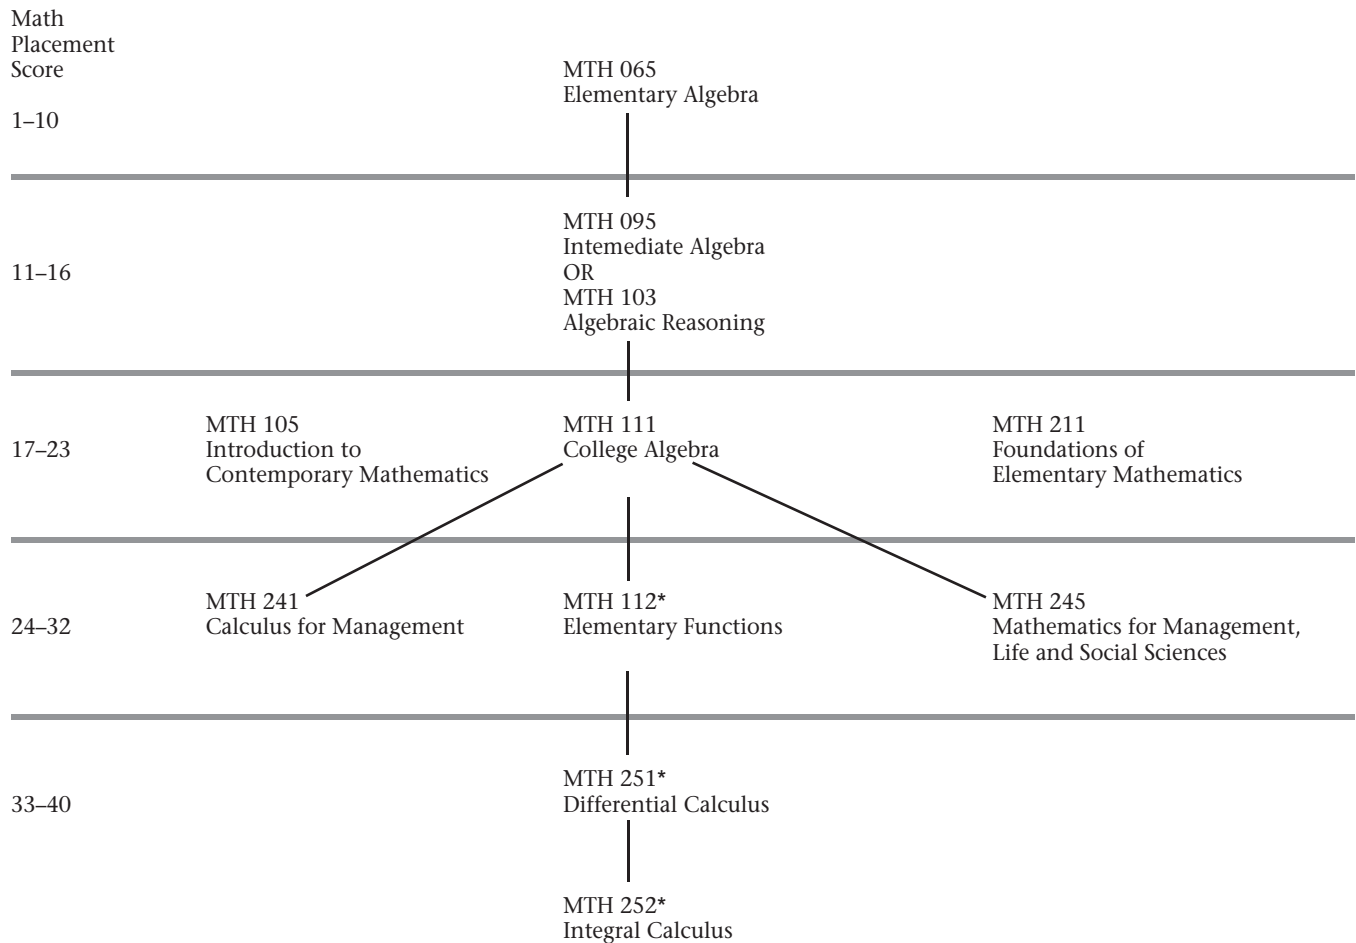 Math
Placement
Score
MTH 065
Elementary Algebra
1–10
MTH 095
Intemediate Algebra
OR
MTH 103
Algebraic Reasoning
11–16
MTH 105
Introduction to
Contemporary Mathematics
MTH 111
College Algebra
MTH 211
Foundations of
Elementary Mathematics
17–23
MTH 241
Calculus for Management
MTH 112*
Elementary Functions
MTH 245
Mathematics for Management,
Life and Social Sciences
24–32
MTH 251*
Differential Calculus
33–40
MTH 252*
Integral Calculus